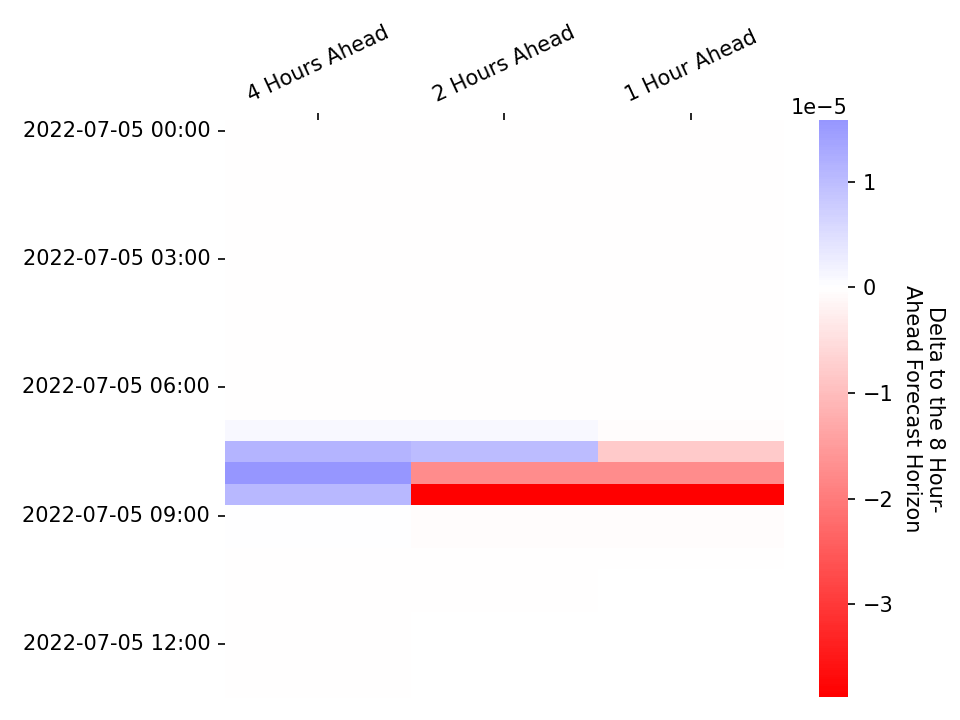 4 Hours Ahead
2 Hours Ahead
1 Hour Ahead
2022-07-05 00:00
2022-07-05 03:00
2022-07-05 06:00
2022-07-05 09:00
2022-07-05 12:00
1e−5
1
0
−1
−2
−3
Delta to the 8 Hour-
Ahead Forecast Horizon